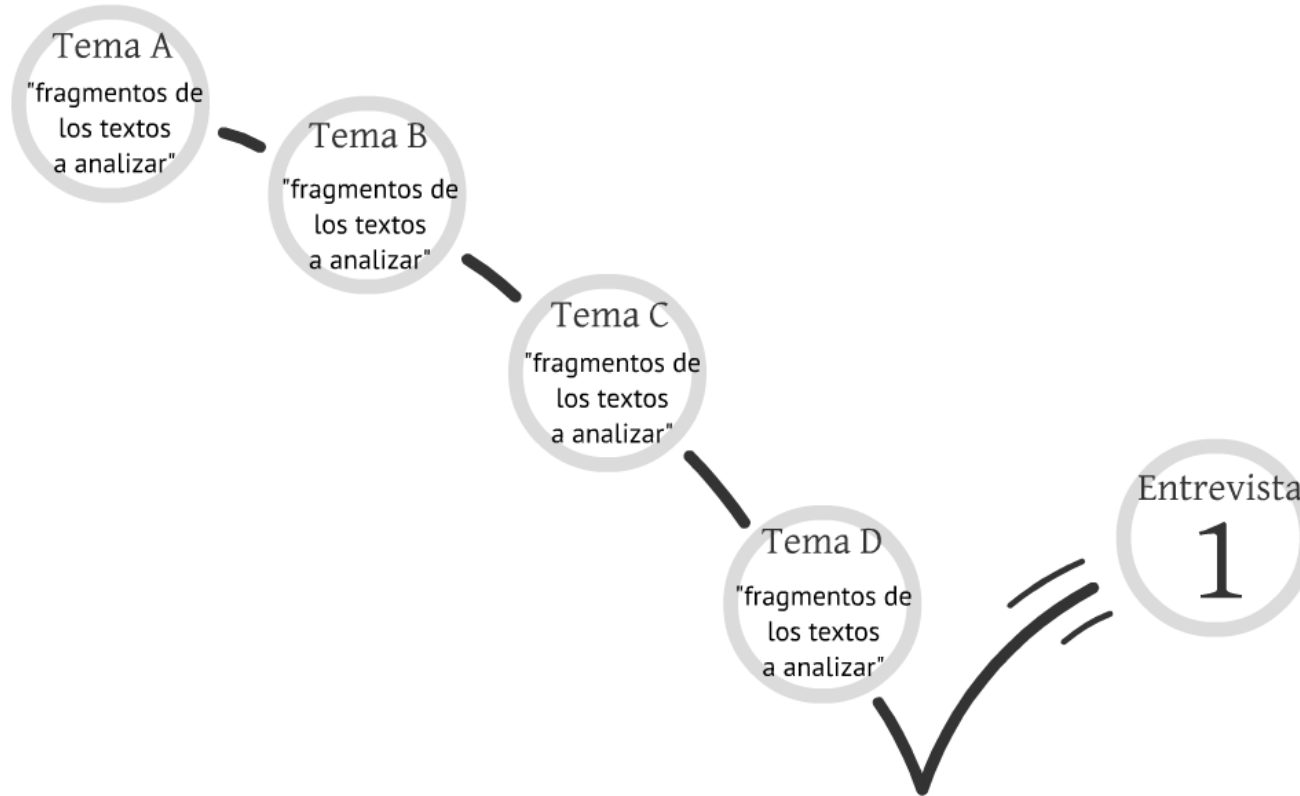 Tema A
"fragmentos de
los textos
a analizar"
Tema B
"fragmentos de
los textos
a analizar"
Tema C
"fragmentos de
los textos
a analizar"
Tema D
"fragmentos de
los textos
a analizar"
Entrevista
1